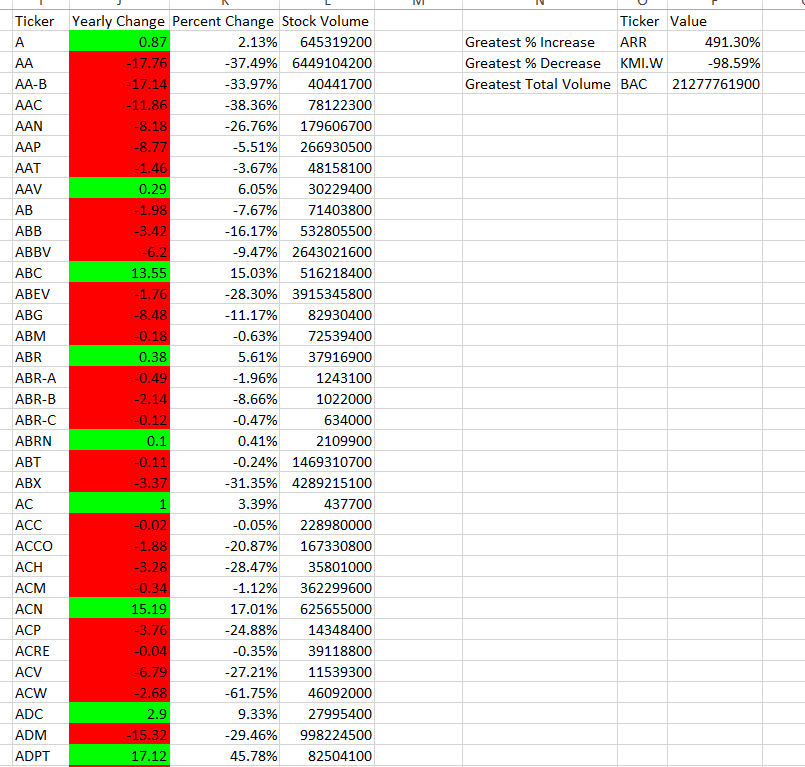 Ticker Yearly Change Percent Change Stock Volume Ticker Value
A 0.87 2.13% 645319200 Greatest % Increase ARR 491.30%
AA -17.76 -37.49% 6449104200 Greatest % Decrease KMI.W -98.59%
AA-B -17.14 -33.97% 40441700 Greatest Total Volume BAC 21277761900
AAC -11.86 -38.36% 78122300
AAN -8.18 -26.76% 179606700
AAP -8.77 -5.51% 266930500
AAT -1.46 -3.67% 48158100
AAV 0.29 6.05% 30229400
AB -1.98 -7.67% 71403800
ABB -3.42 -16.17% 532805500
ABBV -6.2 -9.47% 2643021600
ABC 13.55 15.03% 516218400
ABEV -1.76 -28.30% 3915345800
ABG -8.48 -11.17% 82930400
ABM -0.18 -0.63% 72539400
ABR 0.38 5.61% 37916900
ABR-A -0.49 -1.96% 1243100
ABR-B -2.14 -8.66% 1022000
ABR-C -0.12 -0.47% 634000
ABRN 0.1 0.41% 2109900
ABT -0.11 -0.24% 1469310700
ABX -3.37 -31.35% 4289215100
AC 1 3.39% 437700
ACC -0.02 -0.05% 228980000
ACCO -1.88 -20.87% 167330800
ACH -3.28 -28.47% 35801000
ACM -0.34 -1.12% 362299600
ACN 15.19 17.01% 625655000
ACP -3.76 -24.88% 14348400
ACRE -0.04 -0.35% 39118800
ACV -6.79 -27.21% 11539300
ACW -2.68 -61.75% 46092000
ADC 2.9 9.33% 27995400
ADM -15.32 -29.46% 998224500
ADPT 17.12 45.78% 82504100